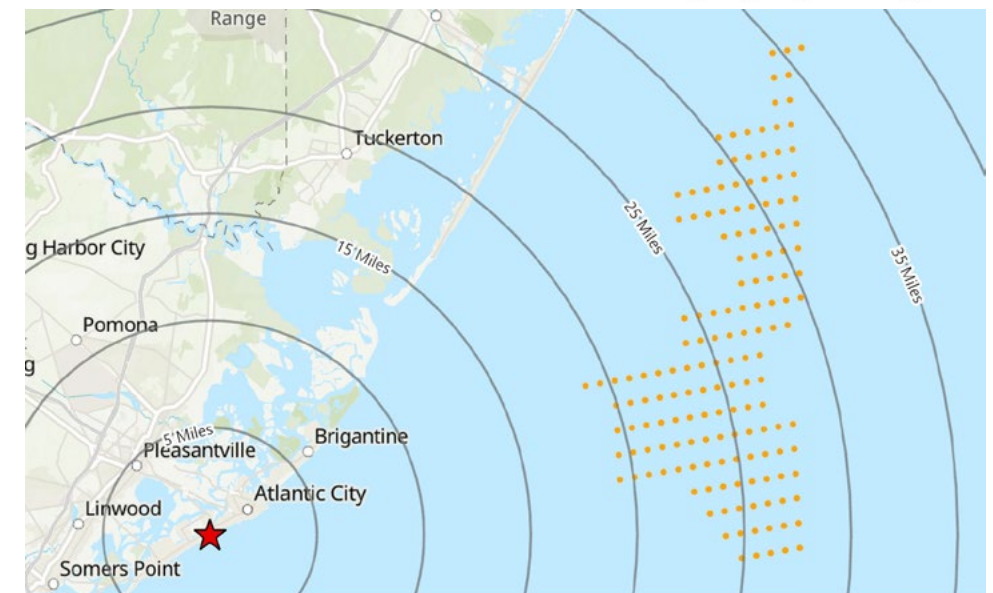 Range
Tuckerton
25 Miles
g Harbor City
15 Miles
35 Miles
Pomona
g
5 Miles
Brigantine
Pleasantville
Atlantic City
Linwood
Somers Point